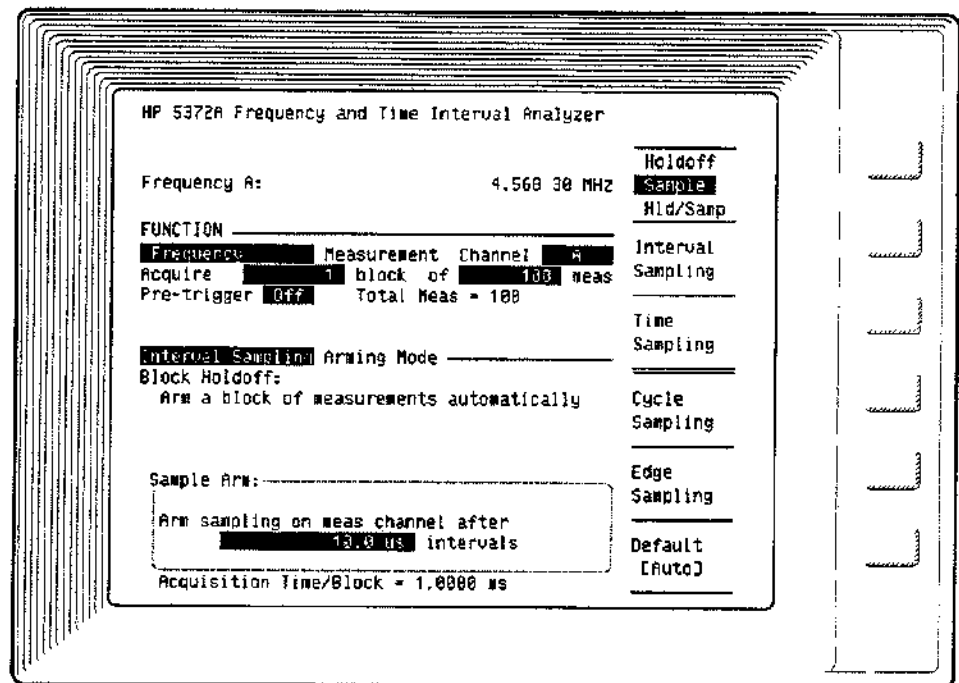 HP 5372A Frequency and Time Interval Analyzer
Frequency A: 4.568 30 MHz
FUNCTION
Frequency Measurement Channel A
Acquire 1 block of 100 meas
Pre-trigger Off Total Meas = 100
Interval Sampling Arming Mode
Block Holdoff:
Arm a block of measurements automatically
Sample Arm:
Arm sampling on meas channel after
10.0 us intervals
Acquisition Time/Block = 1.0000 ms
Holdoff
Sample
Hld/Samp
Interval
Sampling
Time
Sampling
Cycle
Sampling
Edge
Sampling
Default
[Auto]